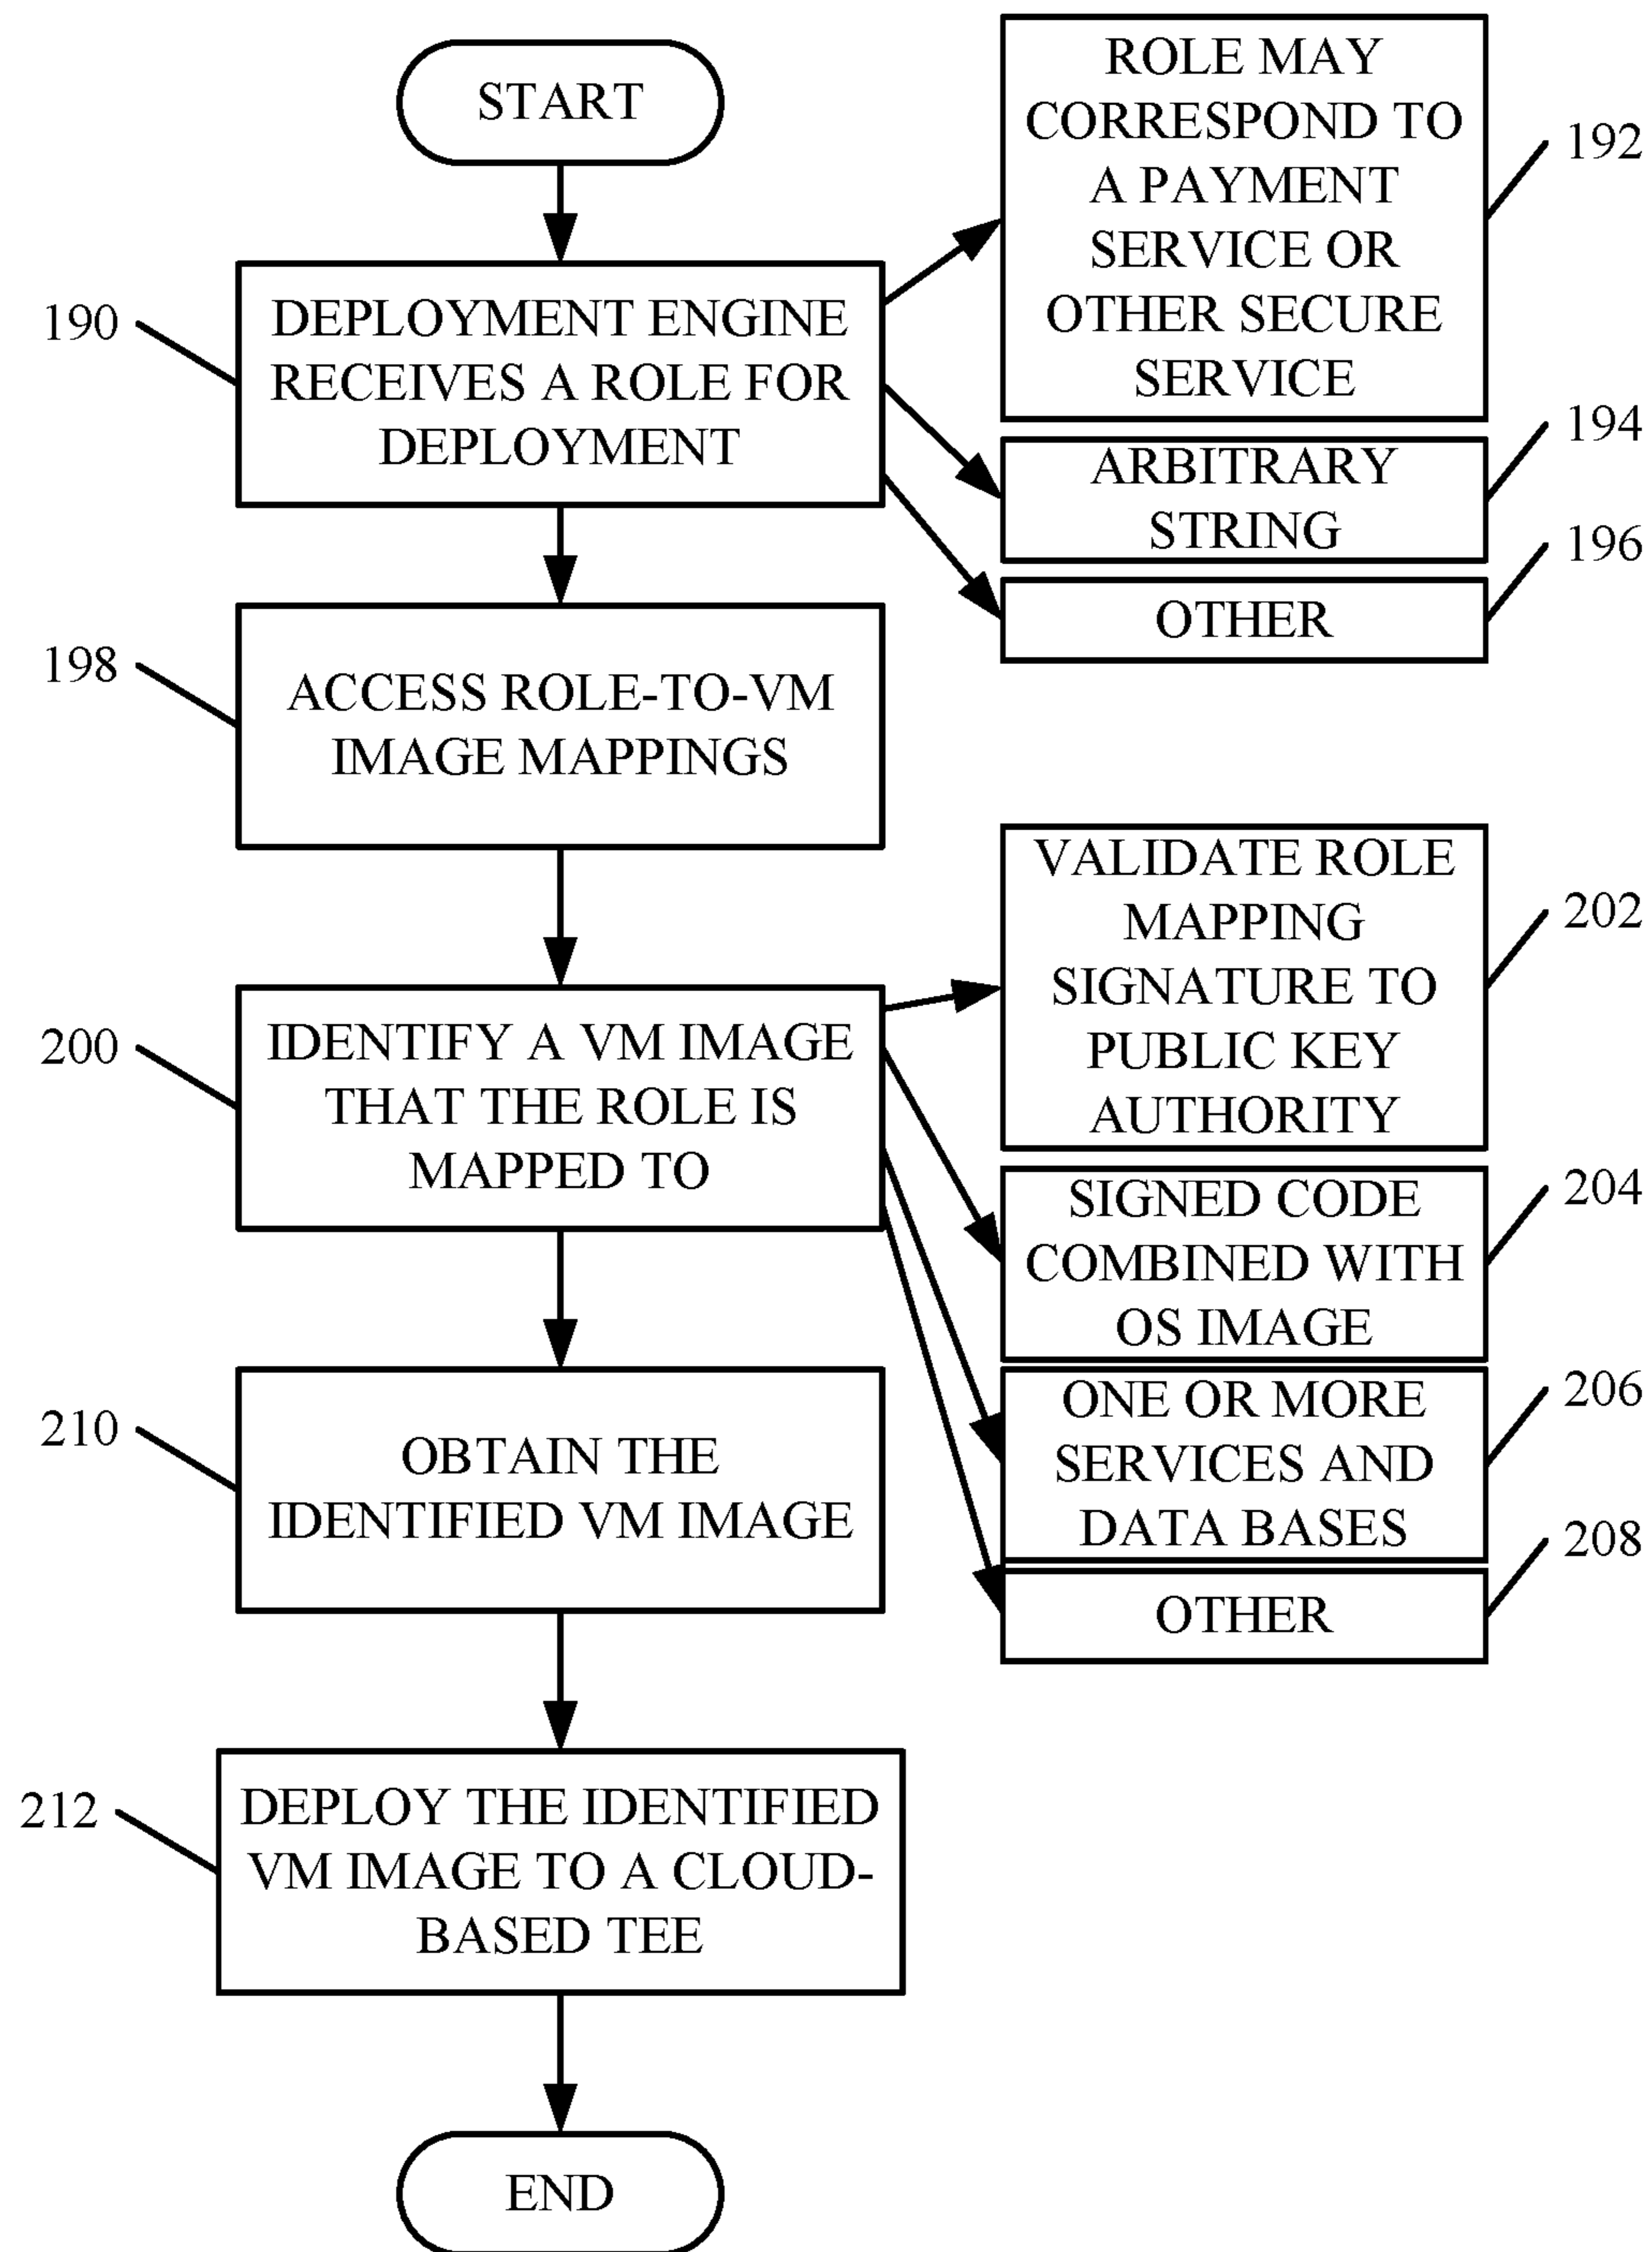 START
190
DEPLOYMENT ENGINE
RECEIVES A ROLE FOR
DEPLOYMENT
ROLE MAY
CORRESPOND TO
A PAYMENT
SERVICE OR
OTHER SECURE
SERVICE
192
ARBITRARY
STRING
194
OTHER
196
198
ACCESS ROLE-TO-VM
IMAGE MAPPINGS
200
IDENTIFY A VM IMAGE
THAT THE ROLE IS
MAPPED TO
VALIDATE ROLE
MAPPING
SIGNATURE TO
PUBLIC KEY
AUTHORITY
202
SIGNED CODE
COMBINED WITH
OS IMAGE
204
ONE OR MORE
SERVICES AND
DATA BASES
206
OTHER
208
210
OBTAIN THE
IDENTIFIED VM IMAGE
212
DEPLOY THE IDENTIFIED
VM IMAGE TO A CLOUD-
BASED TEE
END